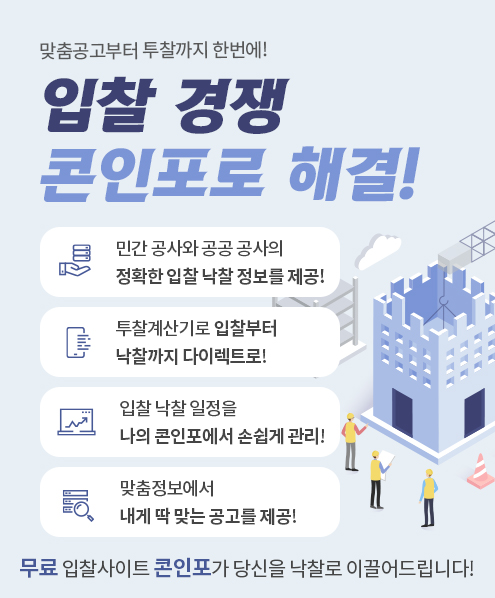 맞춤공고부터 투찰까지 한번에!
입찰 경쟁
콘인포로 해결!
민간 공사와 공공 공사의
정확한 입찰 낙찰 정보를 제공!
투찰계산기로 입찰부터
낙찰까지 다이렉트로!
입찰 낙찰 일정을
나의 콘인포에서 손쉽게 관리!
맞춤정보에서
내게 딱 맞는 공고를 제공!
무료 입찰사이트 콘인포가 당신을 낙찰로 이끌어드립니다!